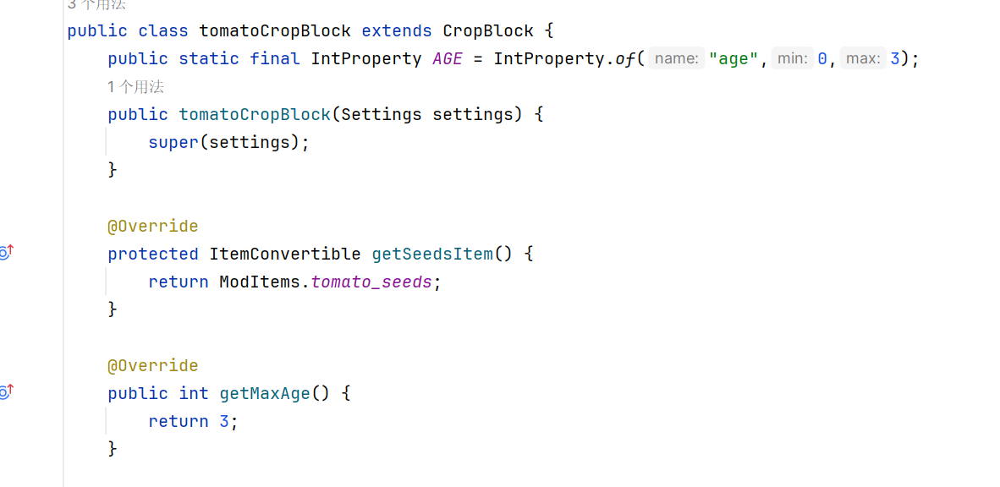 3 个用法
public class tomatoCropBlock extends CropBlock {
public static final IntProperty AGE = IntProperty.of( name: "age", min: 0, max: 3);
1 个用法
public tomatoCropBlock(Settings settings) {
super(settings);
}
@Override
protected ItemConvertible getSeedsItem() {
return ModItems.tomato_seeds;
}
@Override
public int getMaxAge() {
return 3;
}